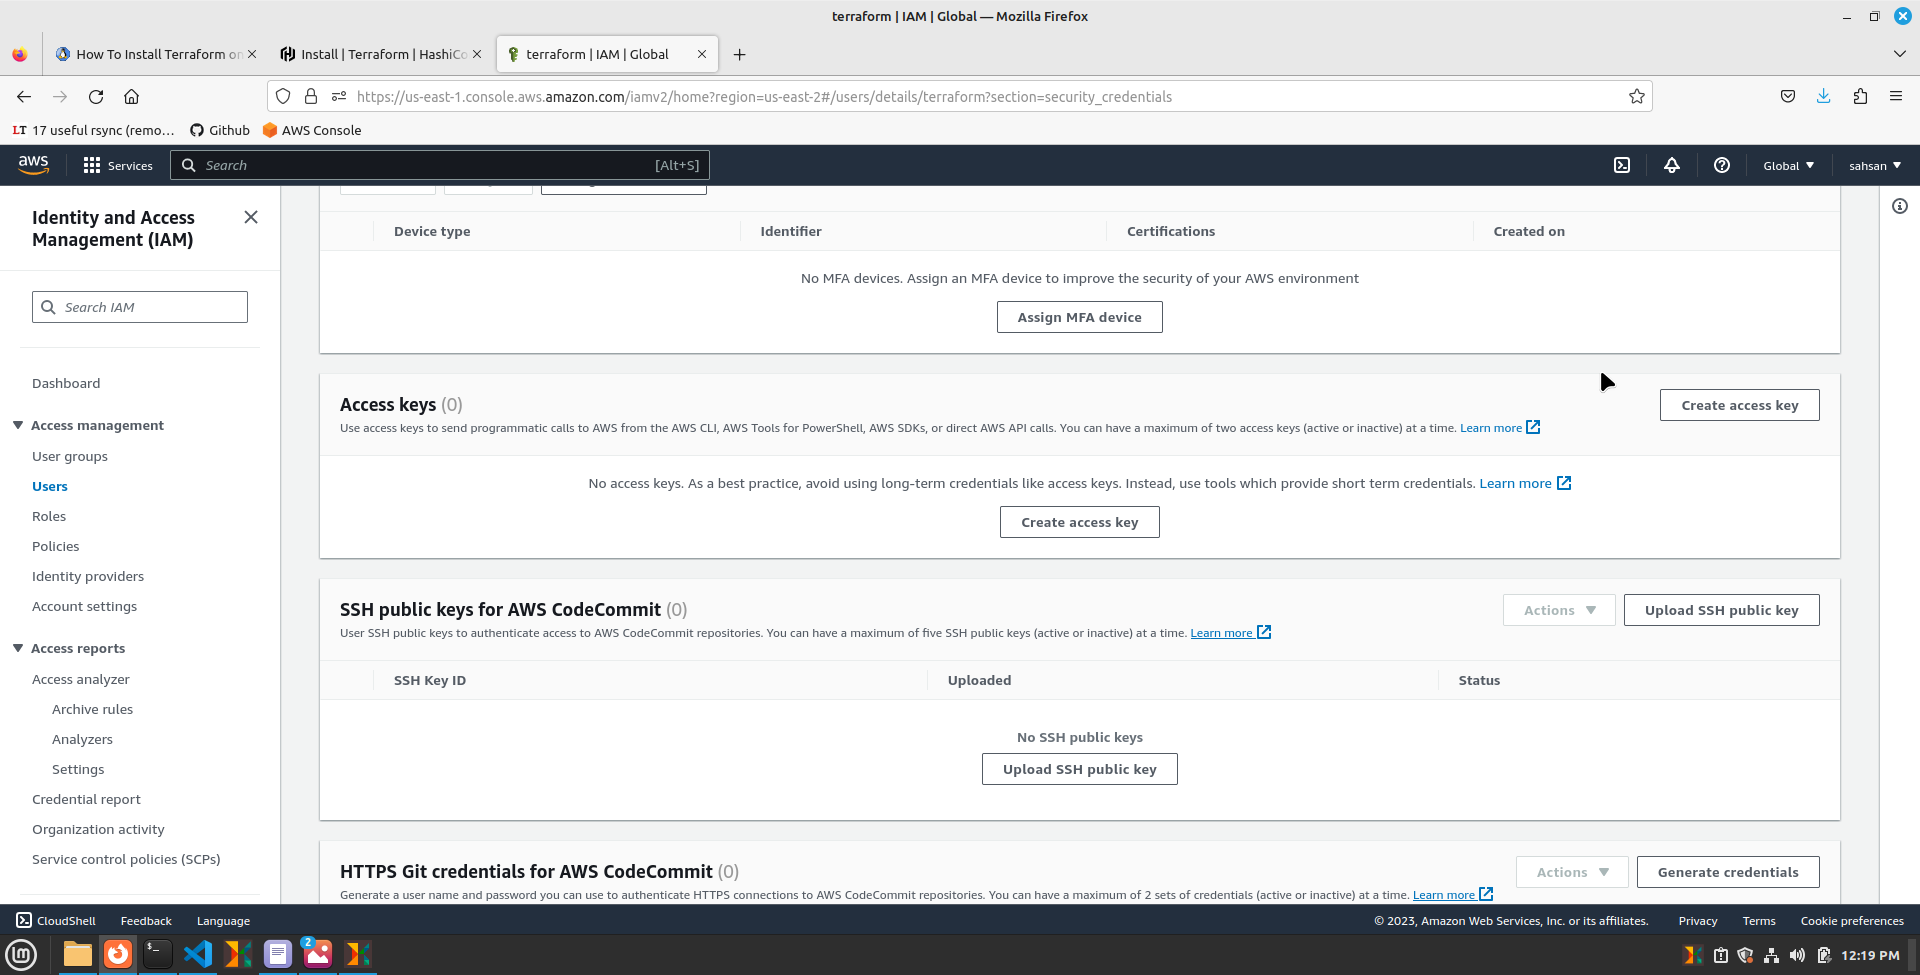 terraform | IAM | Global — Mozilla Firefox
How To Install Terraform on
Install | Terraform | HashiCo
terraform | IAM | Global
https://us-east-1.console.aws.amazon.com/iamv2/home?region=us-east-2#/users/details/terraform?section=security_credentials
LT 17 useful rsync (remo…
Github
AWS Console
aws
Services
Search
[Alt+S]
Global
sahsan
Identity and Access
Management (IAM)
Search IAM
Dashboard
Access management
User groups
Users
Roles
Policies
Identity providers
Account settings
Access reports
Access analyzer
Archive rules
Analyzers
Settings
Credential report
Organization activity
Service control policies (SCPs)
Device type Identifier Certifications Created on
No MFA devices. Assign an MFA device to improve the security of your AWS environment
Assign MFA device
Access keys (0)
Create access key
Use access keys to send programmatic calls to AWS from the AWS CLI, AWS Tools for PowerShell, AWS SDKs, or direct AWS API calls. You can have a maximum of two access keys (active or inactive) at a time. Learn more
No access keys. As a best practice, avoid using long-term credentials like access keys. Instead, use tools which provide short term credentials. Learn more
Create access key
SSH public keys for AWS CodeCommit (0)
Actions
Upload SSH public key
User SSH public keys to authenticate access to AWS CodeCommit repositories. You can have a maximum of five SSH public keys (active or inactive) at a time. Learn more
SSH Key ID Uploaded Status
No SSH public keys
Upload SSH public key
HTTPS Git credentials for AWS CodeCommit (0)
Actions
Generate credentials
Generate a user name and password you can use to authenticate HTTPS connections to AWS CodeCommit repositories. You can have a maximum of 2 sets of credentials (active or inactive) at a time. Learn more
CloudShell Feedback Language
© 2023, Amazon Web Services, Inc. or its affiliates. Privacy Terms Cookie preferences
2
12:19 PM